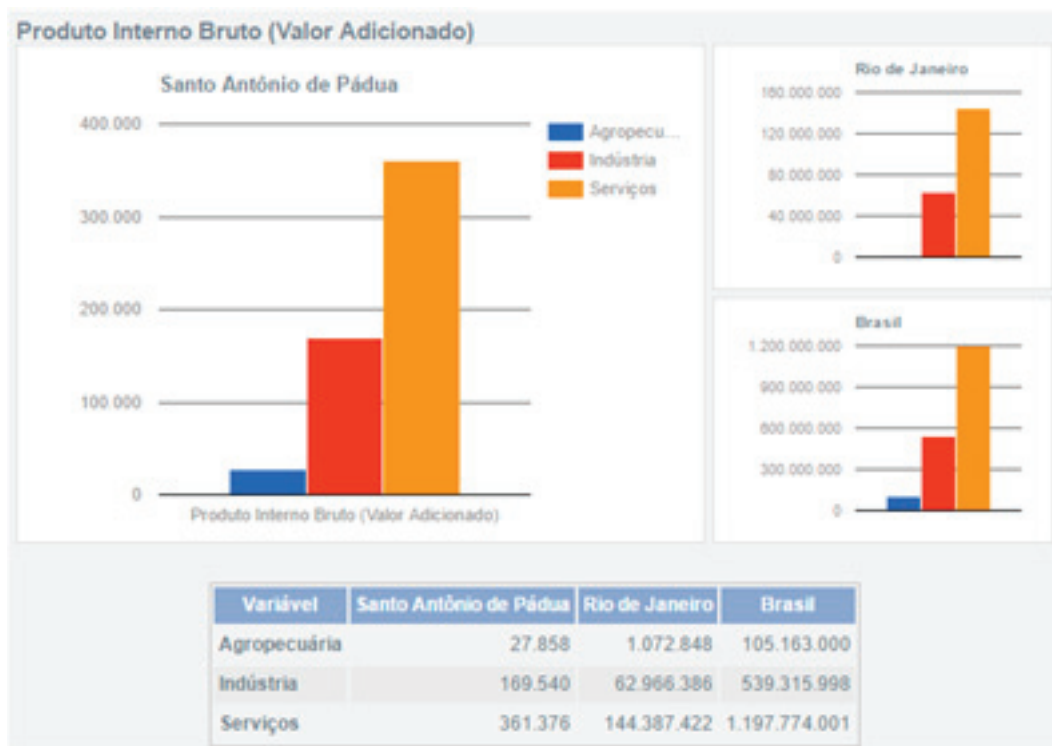 Produto Interno Bruto (Valor Adicionado)
Santo Antônio de Pádua
400.000
300.000
200.000
100.000
0
Produto Interno Bruto (Valor Adicionado)
Agropecu...
Indústria
Serviços
Rio de Janeiro
160.000.000
120.000.000
80.000.000
40.000.000
0
Brasil
1.200.000.000
900.000.000
600.000.000
300.000.000
0
Variável Santo Antônio de Pádua Rio de Janeiro Brasil
Agropecuária 27.858 1.072.848 105.163.000
Indústria 169.540 62.966.386 539.315.998
Serviços 361.376 144.387.422 1.197.774.001